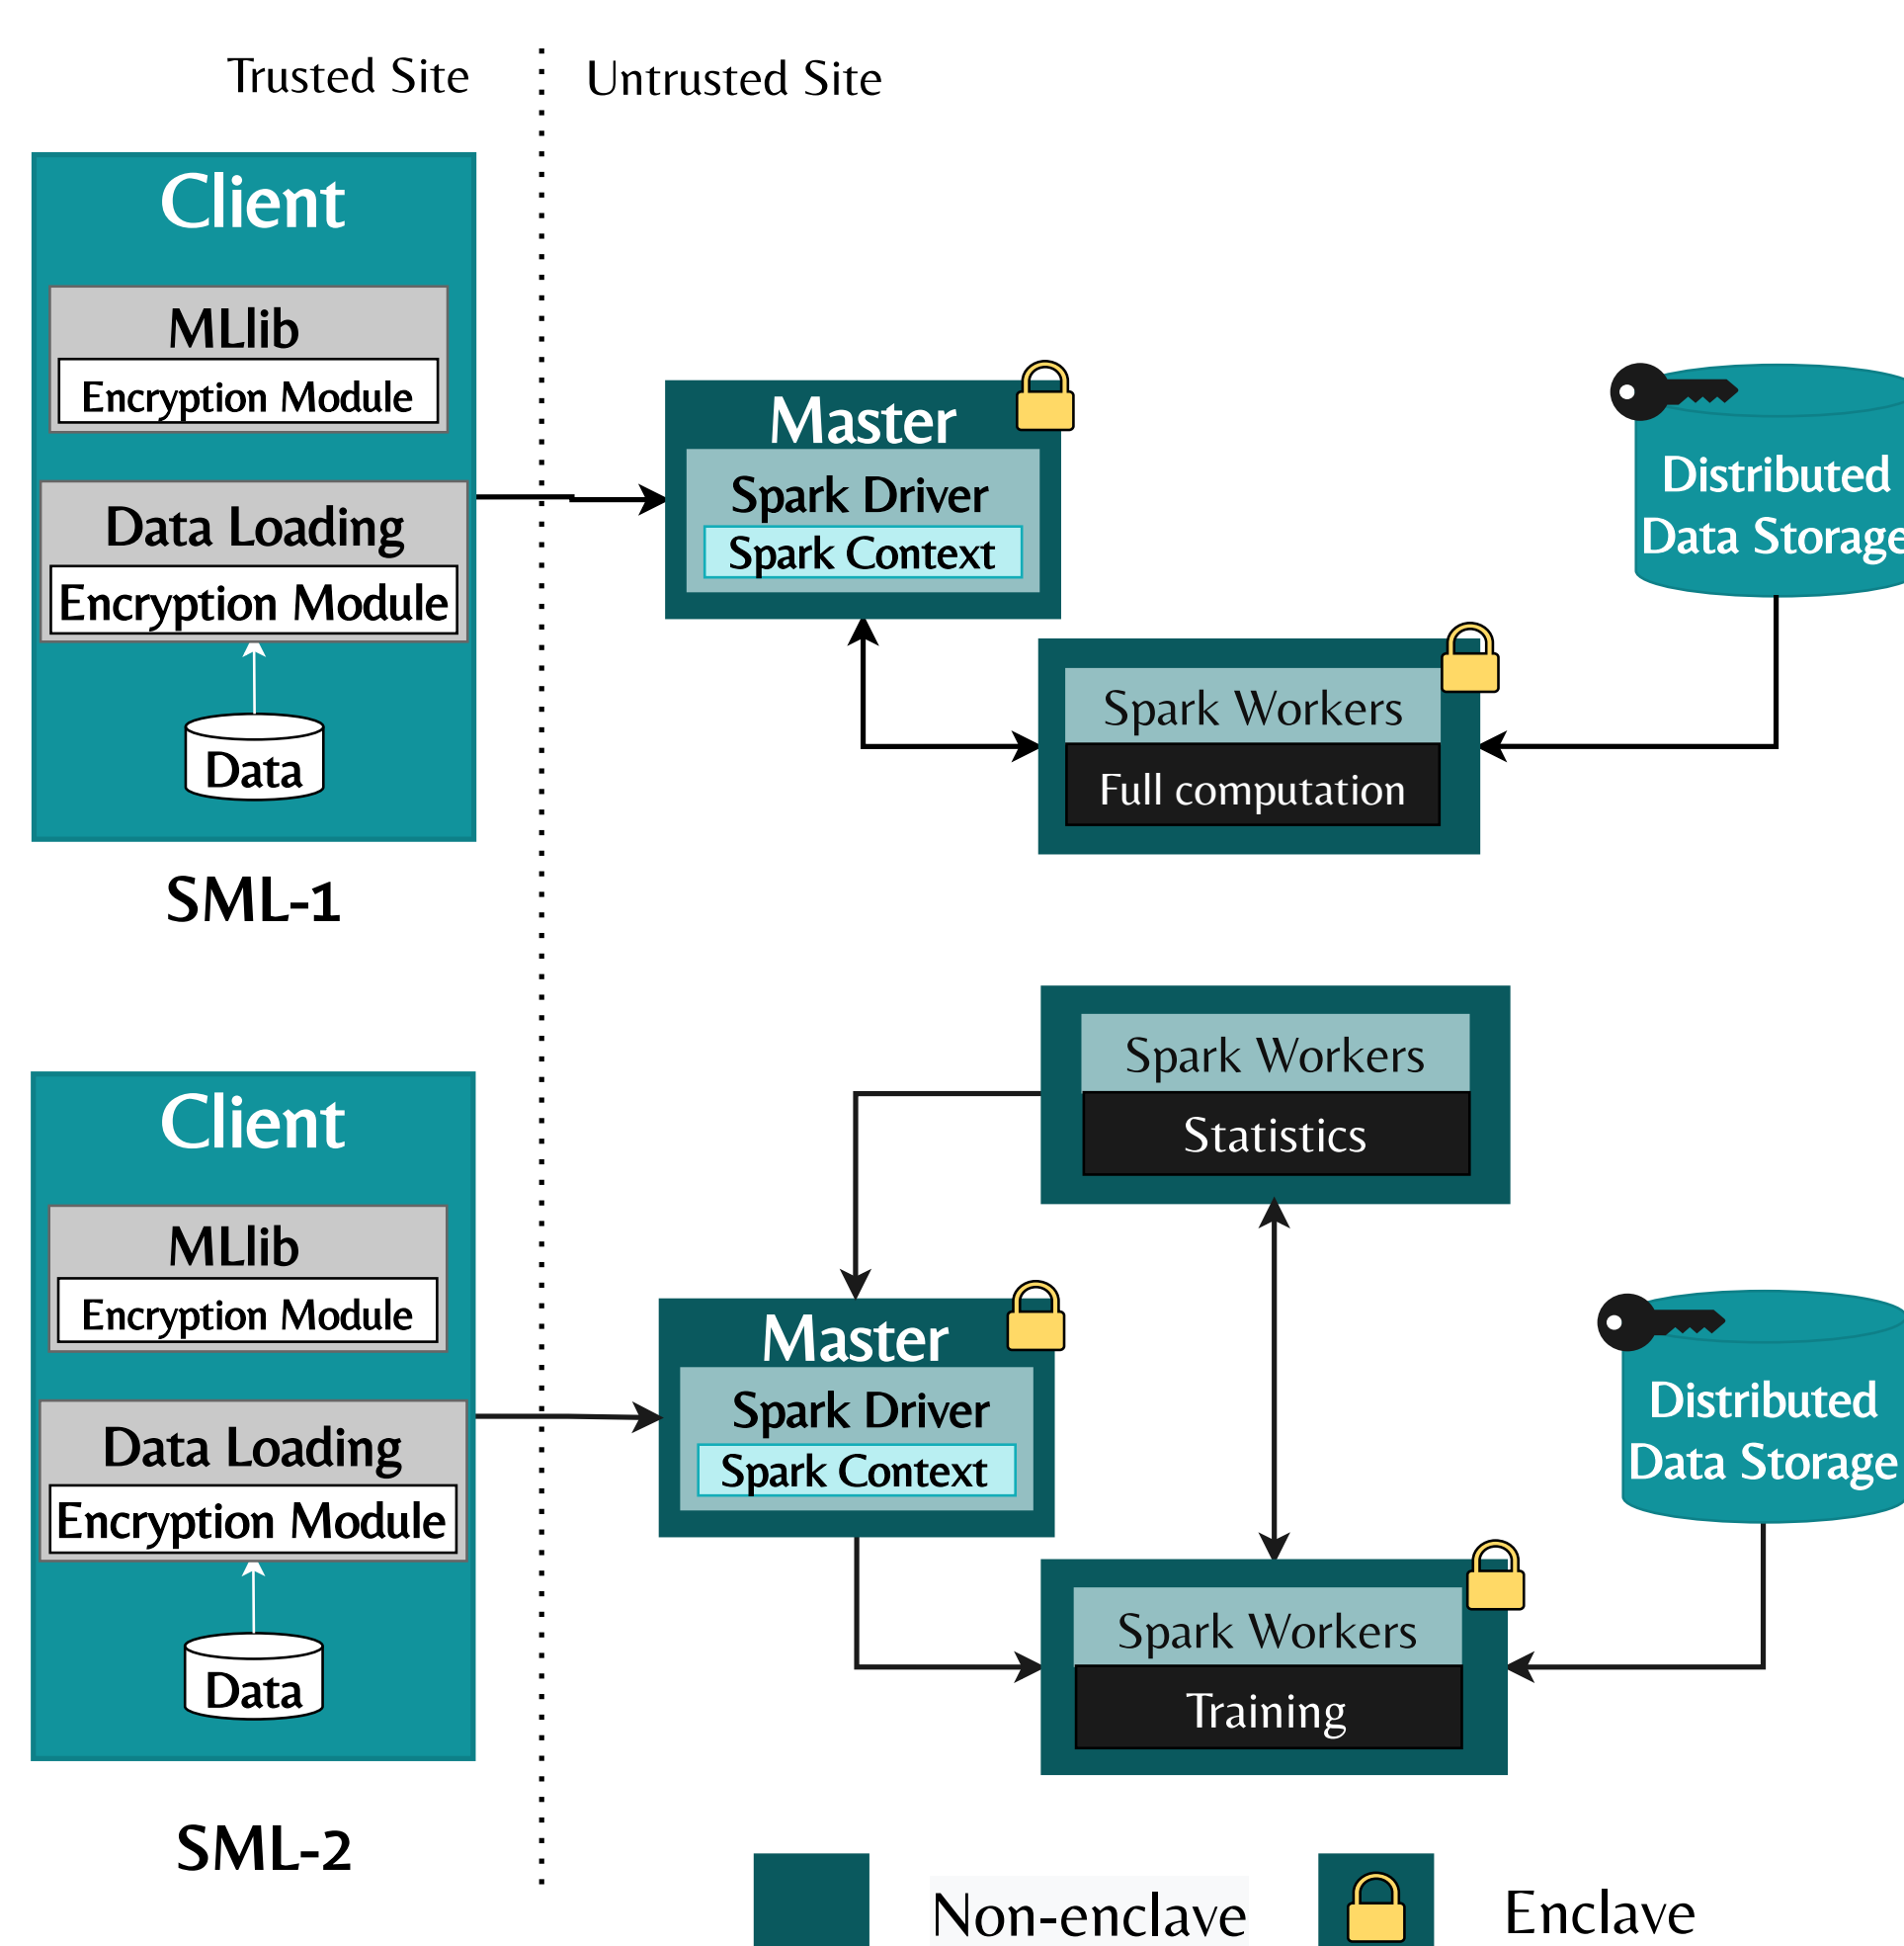 Trusted Site
Untrusted Site
Client
MLlib
Encryption Module
Data Loading
Encryption Module
Data
SML-1
Master
Spark Driver
Spark Context
Spark Workers
Full computation
Distributed
Data Storage
Client
MLlib
Encryption Module
Data Loading
Encryption Module
Data
SML-2
Spark Workers
Statistics
Master
Spark Driver
Spark Context
Spark Workers
Training
Distributed
Data Storage
Non-enclave
Enclave